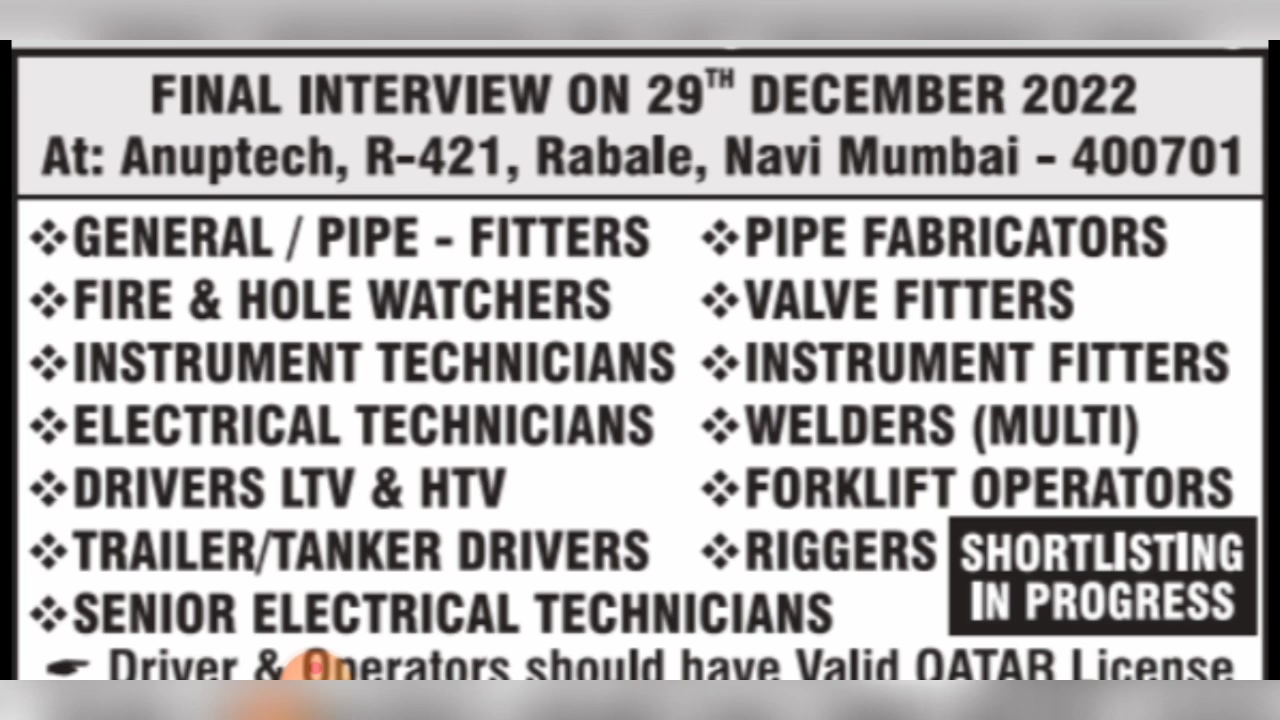 FINAL INTERVIEW ON 29TH DECEMBER 2022
At: Anuptech, R-421, Rabale, Navi Mumbai - 400701
❖GENERAL / PIPE - FITTERS ❖PIPE FABRICATORS
❖FIRE & HOLE WATCHERS ❖VALVE FITTERS
❖INSTRUMENT TECHNICIANS ❖INSTRUMENT FITTERS
❖ELECTRICAL TECHNICIANS ❖WELDERS (MULTI)
❖DRIVERS LTV & HTV ❖FORKLIFT OPERATORS
❖TRAILER/TANKER DRIVERS ❖RIGGERS
SHORTLISTING
IN PROGRESS
❖SENIOR ELECTRICAL TECHNICIANS
☛ Driver & Operators should have Valid QATAR License